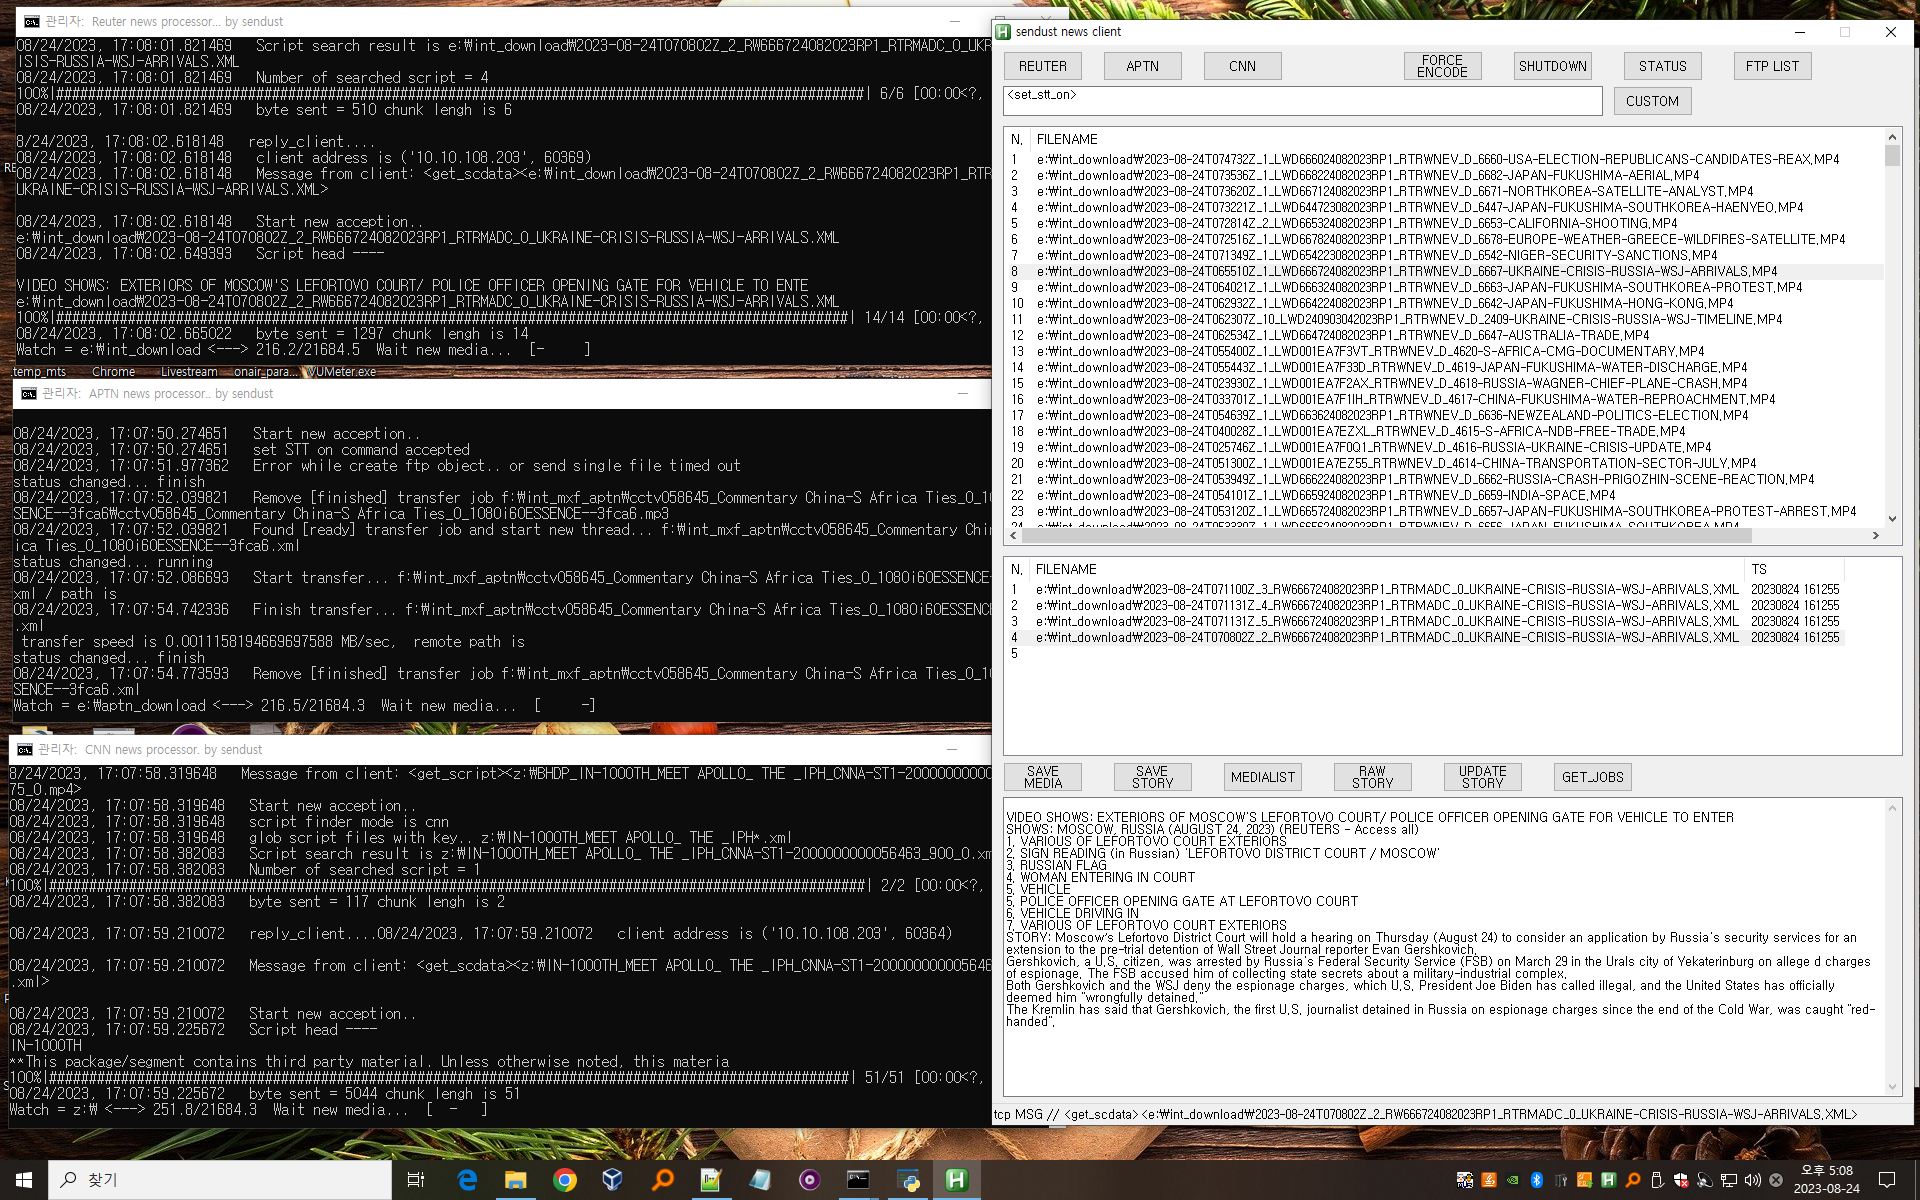 관리자:  Reuter news processor... by sendust
08/24/2023, 17:08:01.821469   Script search result is e:₩int_download₩2023-08-24T070802Z_2_RW666724082023RP1_RTRMADC_0_UKRA
ISIS-RUSSIA-WSJ-ARRIVALS.XML
08/24/2023, 17:08:01.821469   Number of searched script = 4
100%|####################################################################################################| 6/6 [00:00<?,
08/24/2023, 17:08:01.821469   byte sent = 510 chunk lengh is 6
8/24/2023, 17:08:02.618148   reply_client....
08/24/2023, 17:08:02.618148   client address is ('10.10.108.203', 60369)
08/24/2023, 17:08:02.618148   Message from client: <get_scdata><e:₩int_download₩2023-08-24T070802Z_2_RW666724082023RP1_RTR
UKRAINE-CRISIS-RUSSIA-WSJ-ARRIVALS.XML>
08/24/2023, 17:08:02.618148   Start new acception..
e:₩int_download₩2023-08-24T070802Z_2_RW666724082023RP1_RTRMADC_0_UKRAINE-CRISIS-RUSSIA-WSJ-ARRIVALS.XML
08/24/2023, 17:08:02.649393   Script head ----
VIDEO SHOWS: EXTERIORS OF MOSCOW'S LEFORTOVO COURT/ POLICE OFFICER OPENING GATE FOR VEHICLE TO ENTE
e:₩int_download₩2023-08-24T070802Z_2_RW666724082023RP1_RTRMADC_0_UKRAINE-CRISIS-RUSSIA-WSJ-ARRIVALS.XML
100%|##################################################################################################| 14/14 [00:00<?,
08/24/2023, 17:08:02.665022   byte sent = 1297 chunk lengh is 14
Watch = e:₩int_download <---> 216.2/21684.5  Wait new media...  [-     ]
.temp_mts   Chrome   Livestream   onair_para...   VUMeter.exe
관리자:  APTN news processor.. by sendust
08/24/2023, 17:07:50.274651   Start new acception..
08/24/2023, 17:07:50.274651   set STT on command accepted
08/24/2023, 17:07:51.977362   Error while create ftp object.. or send single file timed out
status changed... finish
08/24/2023, 17:07:52.039821   Remove [finished] transfer job f:₩int_mxf_aptn₩cctv058645_Commentary China-S Africa Ties_0_10
SENCE--3fca6₩cctv058645_Commentary China-S Africa Ties_0_1080i60ESSENCE--3fca6.mp3
08/24/2023, 17:07:52.039821   Found [ready] transfer job and start new thread... f:₩int_mxf_aptn₩cctv058645_Commentary Chin
ica Ties_0_1080i60ESSENCE--3fca6.xml
status changed... running
08/24/2023, 17:07:52.086693   Start transfer... f:₩int_mxf_aptn₩cctv058645_Commentary China-S Africa Ties_0_1080i60ESSENCE-
xml / path is
08/24/2023, 17:07:54.742336   Finish transfer... f:₩int_mxf_aptn₩cctv058645_Commentary China-S Africa Ties_0_1080i60ESSENCE
.xml
transfer speed is 0.0011158194669697588 MB/sec,  remote path is
status changed... finish
08/24/2023, 17:07:54.773593   Remove [finished] transfer job f:₩int_mxf_aptn₩cctv058645_Commentary China-S Africa Ties_0_10
SENCE--3fca6.xml
Watch = e:₩aptn_download <---> 216.5/21684.3  Wait new media...  [     -]
관리자:  CNN news processor. by sendust
8/24/2023, 17:07:58.319648   Message from client: <get_script><z:₩BHDP_IN-1000TH_MEET APOLLO_ THE _IPH_CNNA-ST1-20000000000
75_0.mp4>
08/24/2023, 17:07:58.319648   Start new acception..
08/24/2023, 17:07:58.319648   script finder mode is cnn
08/24/2023, 17:07:58.319648   glob script files with key.. z:₩IN-1000TH_MEET APOLLO_ THE _IPH*.xml
08/24/2023, 17:07:58.382083   Script search result is z:₩IN-1000TH_MEET APOLLO_ THE _IPH_CNNA-ST1-2000000000056463_900_0.xm
08/24/2023, 17:07:58.382083   Number of searched script = 1
100%|####################################################################################################| 2/2 [00:00<?,
08/24/2023, 17:07:58.382083   byte sent = 117 chunk lengh is 2
08/24/2023, 17:07:59.210072   reply_client....08/24/2023, 17:07:59.210072   client address is ('10.10.108.203', 60364)
08/24/2023, 17:07:59.210072   Message from client: <get_scdata><z:₩IN-1000TH_MEET APOLLO_ THE _IPH_CNNA-ST1-200000000005646
.xml>
08/24/2023, 17:07:59.210072   Start new acception..
08/24/2023, 17:07:59.225672   Script head ----
IN-1000TH
**This package/segment contains third party material. Unless otherwise noted, this materia
100%|##################################################################################################| 51/51 [00:00<?,
08/24/2023, 17:07:59.225672   byte sent = 5044 chunk lengh is 51
Watch = z:₩ <---> 251.8/21684.3  Wait new media...  [  -   ]
sendust news client
REUTER   APTN   CNN   FORCE ENCODE   SHUTDOWN   STATUS   FTP LIST
<set_stt_on>   CUSTOM
N.   FILENAME
1   e:₩int_download₩2023-08-24T074732Z_1_LWD666024082023RP1_RTRWNEV_D_6660-USA-ELECTION-REPUBLICANS-CANDIDATES-REAX.MP4
2   e:₩int_download₩2023-08-24T073536Z_1_LWD668224082023RP1_RTRWNEV_D_6682-JAPAN-FUKUSHIMA-AERIAL.MP4
3   e:₩int_download₩2023-08-24T073620Z_1_LWD667124082023RP1_RTRWNEV_D_6671-NORTHKOREA-SATELLITE-ANALYST.MP4
4   e:₩int_download₩2023-08-24T073221Z_1_LWD644723082023RP1_RTRWNEV_D_6447-JAPAN-FUKUSHIMA-SOUTHKOREA-HAENYEO.MP4
5   e:₩int_download₩2023-08-24T072814Z_2_LWD665324082023RP1_RTRWNEV_D_6653-CALIFORNIA-SHOOTING.MP4
6   e:₩int_download₩2023-08-24T072516Z_1_LWD667824082023RP1_RTRWNEV_D_6678-EUROPE-WEATHER-GREECE-WILDFIRES-SATELLITE.MP4
7   e:₩int_download₩2023-08-24T071349Z_1_LWD654223082023RP1_RTRWNEV_D_6542-NIGER-SECURITY-SANCTIONS.MP4
8   e:₩int_download₩2023-08-24T065510Z_1_LWD666724082023RP1_RTRWNEV_D_6667-UKRAINE-CRISIS-RUSSIA-WSJ-ARRIVALS.MP4
9   e:₩int_download₩2023-08-24T064021Z_1_LWD666324082023RP1_RTRWNEV_D_6663-JAPAN-FUKUSHIMA-SOUTHKOREA-PROTEST.MP4
10   e:₩int_download₩2023-08-24T062932Z_1_LWD664224082023RP1_RTRWNEV_D_6642-JAPAN-FUKUSHIMA-HONG-KONG.MP4
11   e:₩int_download₩2023-08-24T062307Z_10_LWD240903042023RP1_RTRWNEV_D_2409-UKRAINE-CRISIS-RUSSIA-WSJ-TIMELINE.MP4
12   e:₩int_download₩2023-08-24T062534Z_1_LWD664724082023RP1_RTRWNEV_D_6647-AUSTRALIA-TRADE.MP4
13   e:₩int_download₩2023-08-24T055400Z_1_LWD001EA7F3VT_RTRWNEV_D_4620-S-AFRICA-CMG-DOCUMENTARY.MP4
14   e:₩int_download₩2023-08-24T055443Z_1_LWD001EA7F33D_RTRWNEV_D_4619-JAPAN-FUKUSHIMA-WATER-DISCHARGE.MP4
15   e:₩int_download₩2023-08-24T023930Z_1_LWD001EA7F2AX_RTRWNEV_D_4618-RUSSIA-WAGNER-CHIEF-PLANE-CRASH.MP4
16   e:₩int_download₩2023-08-24T033701Z_1_LWD001EA7F1IH_RTRWNEV_D_4617-CHINA-FUKUSHIMA-WATER-REPROACHMENT.MP4
17   e:₩int_download₩2023-08-24T054639Z_1_LWD663624082023RP1_RTRWNEV_D_6636-NEWZEALAND-POLITICS-ELECTION.MP4
18   e:₩int_download₩2023-08-24T040028Z_1_LWD001EA7EZXL_RTRWNEV_D_4615-S-AFRICA-NDB-FREE-TRADE.MP4
19   e:₩int_download₩2023-08-24T025746Z_1_LWD001EA7F0Q1_RTRWNEV_D_4616-RUSSIA-UKRAINE-CRISIS-UPDATE.MP4
20   e:₩int_download₩2023-08-24T051300Z_1_LWD001EA7EZ55_RTRWNEV_D_4614-CHINA-TRANSPORTATION-SECTOR-JULY.MP4
21   e:₩int_download₩2023-08-24T053949Z_1_LWD666224082023RP1_RTRWNEV_D_6662-RUSSIA-CRASH-PRIGOZHIN-SCENE-REACTION.MP4
22   e:₩int_download₩2023-08-24T054101Z_1_LWD665924082023RP1_RTRWNEV_D_6659-INDIA-SPACE.MP4
23   e:₩int_download₩2023-08-24T053120Z_1_LWD665724082023RP1_RTRWNEV_D_6657-JAPAN-FUKUSHIMA-SOUTHKOREA-PROTEST-ARREST.MP4
N.   FILENAME   TS
1   e:₩int_download₩2023-08-24T071100Z_3_RW666724082023RP1_RTRMADC_0_UKRAINE-CRISIS-RUSSIA-WSJ-ARRIVALS.XML   20230824 161255
2   e:₩int_download₩2023-08-24T071131Z_4_RW666724082023RP1_RTRMADC_0_UKRAINE-CRISIS-RUSSIA-WSJ-ARRIVALS.XML   20230824 161255
3   e:₩int_download₩2023-08-24T071131Z_5_RW666724082023RP1_RTRMADC_0_UKRAINE-CRISIS-RUSSIA-WSJ-ARRIVALS.XML   20230824 161255
4   e:₩int_download₩2023-08-24T070802Z_2_RW666724082023RP1_RTRMADC_0_UKRAINE-CRISIS-RUSSIA-WSJ-ARRIVALS.XML   20230824 161255
5
SAVE MEDIA   SAVE STORY   MEDIALIST   RAW STORY   UPDATE STORY   GET_JOBS
VIDEO SHOWS: EXTERIORS OF MOSCOW'S LEFORTOVO COURT/ POLICE OFFICER OPENING GATE FOR VEHICLE TO ENTER
SHOWS: MOSCOW, RUSSIA (AUGUST 24, 2023) (REUTERS - Access all)
1. VARIOUS OF LEFORTOVO COURT EXTERIORS
2. SIGN READING (in Russian) 'LEFORTOVO DISTRICT COURT / MOSCOW'
3. RUSSIAN FLAG
4. WOMAN ENTERING IN COURT
5. VEHICLE
5. POLICE OFFICER OPENING GATE AT LEFORTOVO COURT
6. VEHICLE DRIVING IN
7. VARIOUS OF LEFORTOVO COURT EXTERIORS
STORY: Moscow's Lefortovo District Court will hold a hearing on Thursday (August 24) to consider an application by Russia's security services for an
extension to the pre-trial detention of Wall Street Journal reporter Evan Gershkovich.
Gershkovich, a U.S. citizen, was arrested by Russia's Federal Security Service (FSB) on March 29 in the Urals city of Yekaterinburg on allege d charges
of espionage. The FSB accused him of collecting state secrets about a military-industrial complex.
Both Gershkovich and the WSJ deny the espionage charges, which U.S. President Joe Biden has called illegal, and the United States has officially
deemed him "wrongfully detained."
The Kremlin has said that Gershkovich, the first U.S. journalist detained in Russia on espionage charges since the end of the Cold War, was caught "red-
handed".
tcp MSG // <get_scdata><e:₩int_download₩2023-08-24T070802Z_2_RW666724082023RP1_RTRMADC_0_UKRAINE-CRISIS-RUSSIA-WSJ-ARRIVALS.XML>
찾기
오후 5:08
2023-08-24